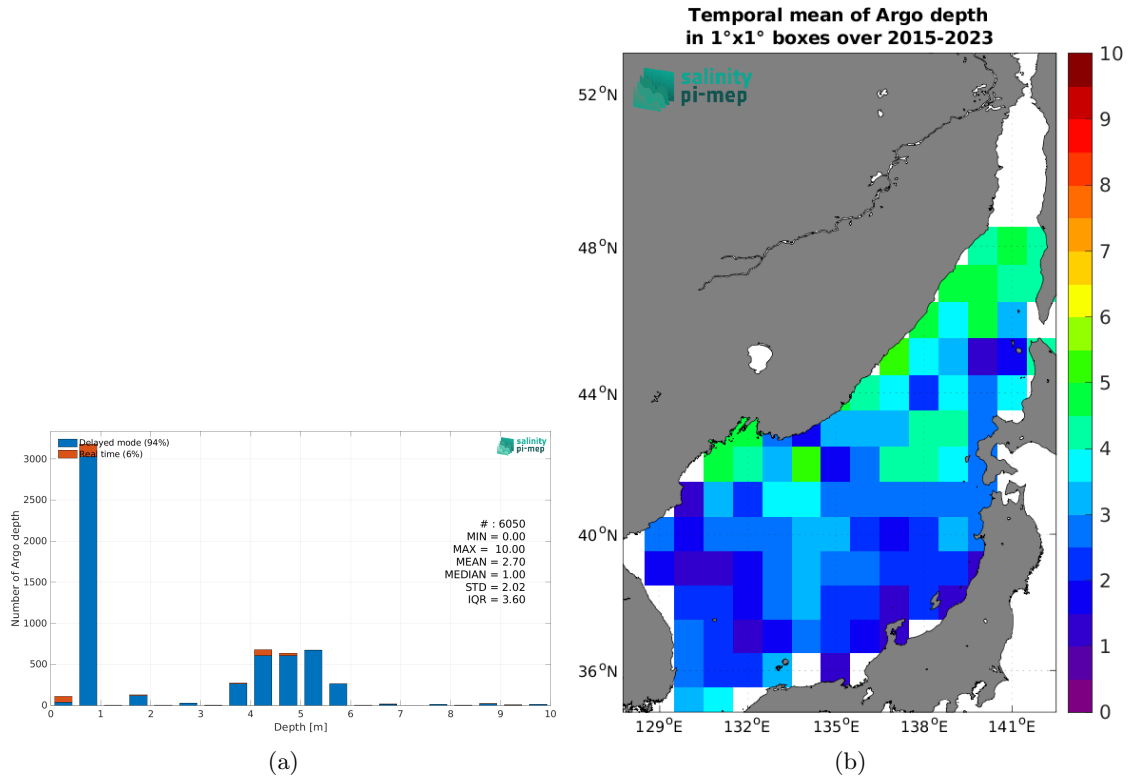 Delayed mode (94%)
Real time (6%)
salinity
pi-mep
3000
2500
2000
1500
1000
500
0
Number of Argo depth
# : 6050
MIN = 0.00
MAX = 10.00
MEAN = 2.70
MEDIAN = 1.00
STD = 2.02
IQR = 3.60
0 1 2 3 4 5 6 7 8 9 10
Depth [m]
(a)
Temporal mean of Argo depth
in 1°x1° boxes over 2015-2023
salinity
pi-mep
52°N
48°N
44°N
40°N
36°N
129°E 132°E 135°E 138°E 141°E
10
9
8
7
6
5
4
3
2
1
0
(b)